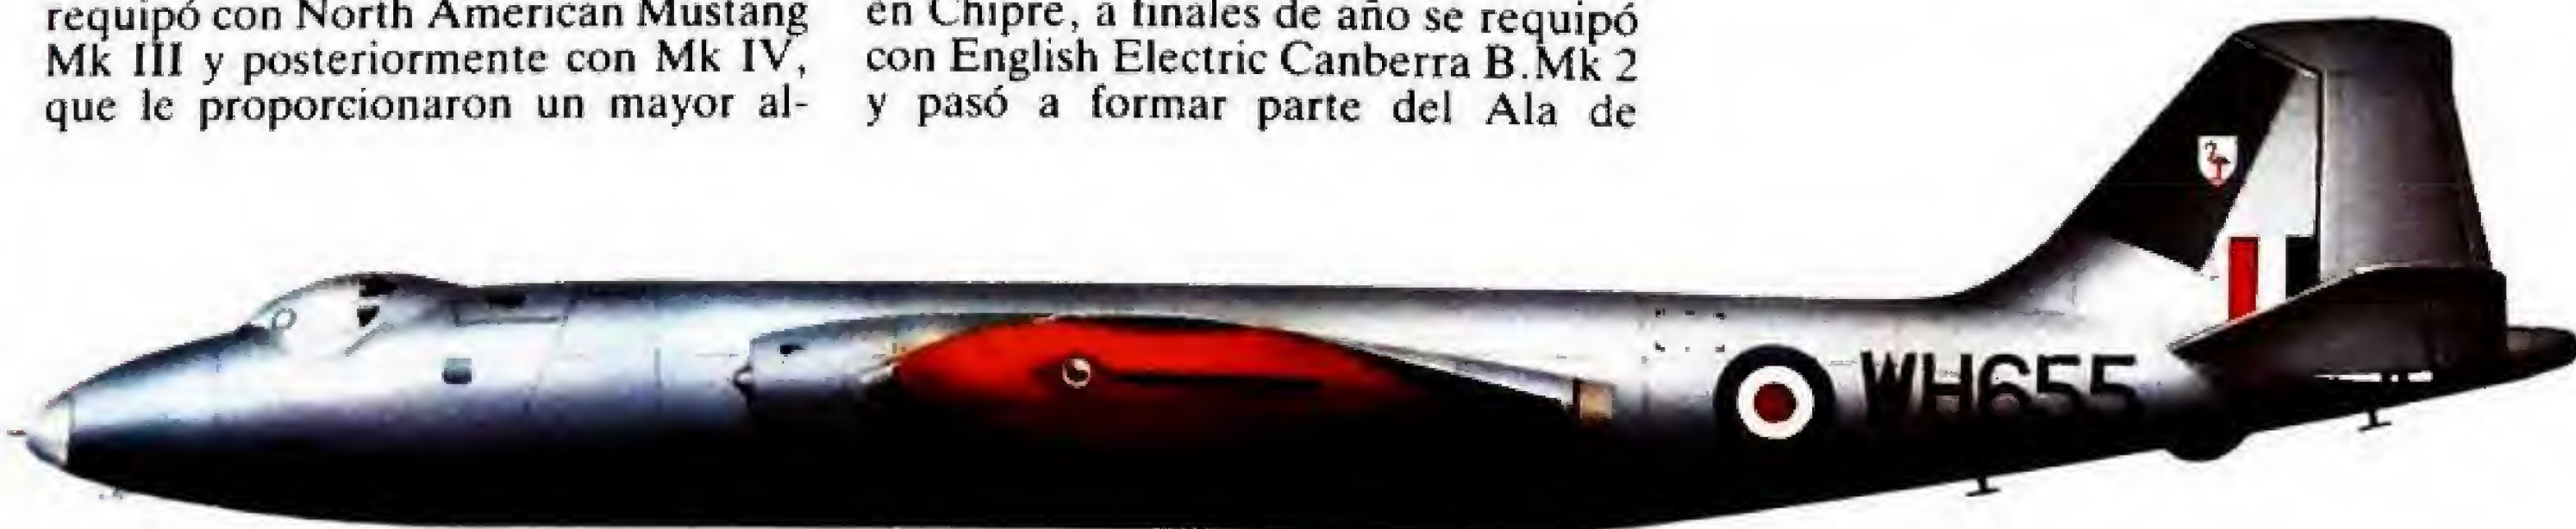 requipó con North American Mustang
Mk III y posteriormente con Mk IV,
que le proporcionaron un mayor al-
en Chipre, a finales de año se requipó
con English Electric Canberra B.Mk 2
y pasó a formar parte del Ala de
WH655